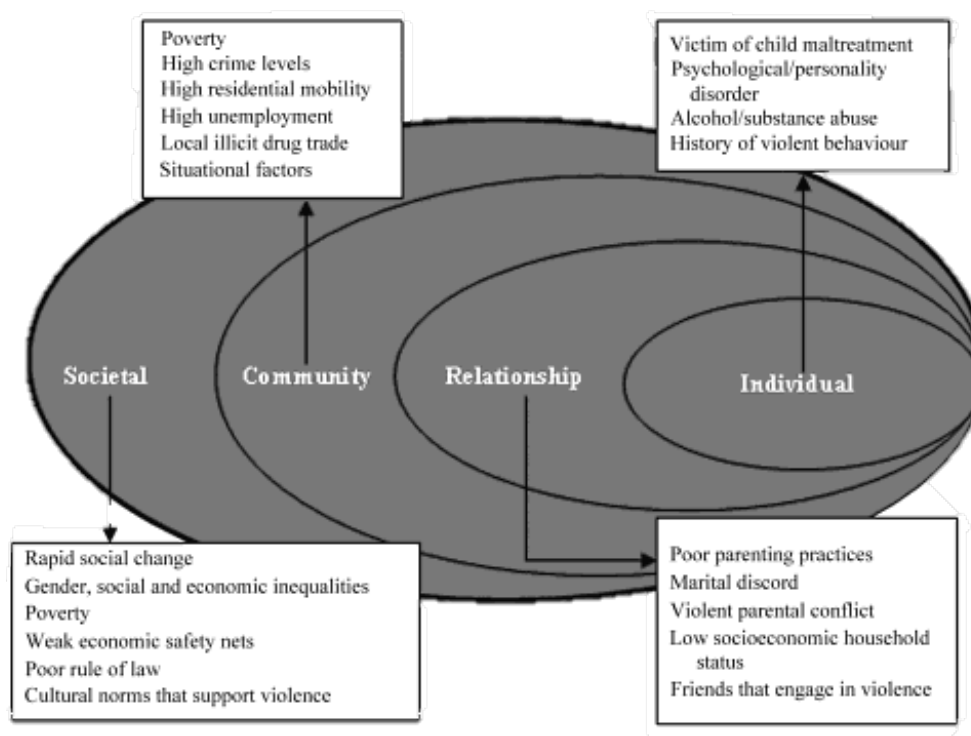 Poverty
High crime levels
High residential mobility
High unemployment
Local illicit drug trade
Situational factors
Victim of child maltreatment
Psychological/personality
disorder
Alcohol/substance abuse
History of violent behaviour
Societal
Community
Relationship
Individual
Rapid social change
Gender, social and economic inequalities
Poverty
Weak economic safety nets
Poor rule of law
Cultural norms that support violence
Poor parenting practices
Marital discord
Violent parental conflict
Low socioeconomic household
status
Friends that engage in violence